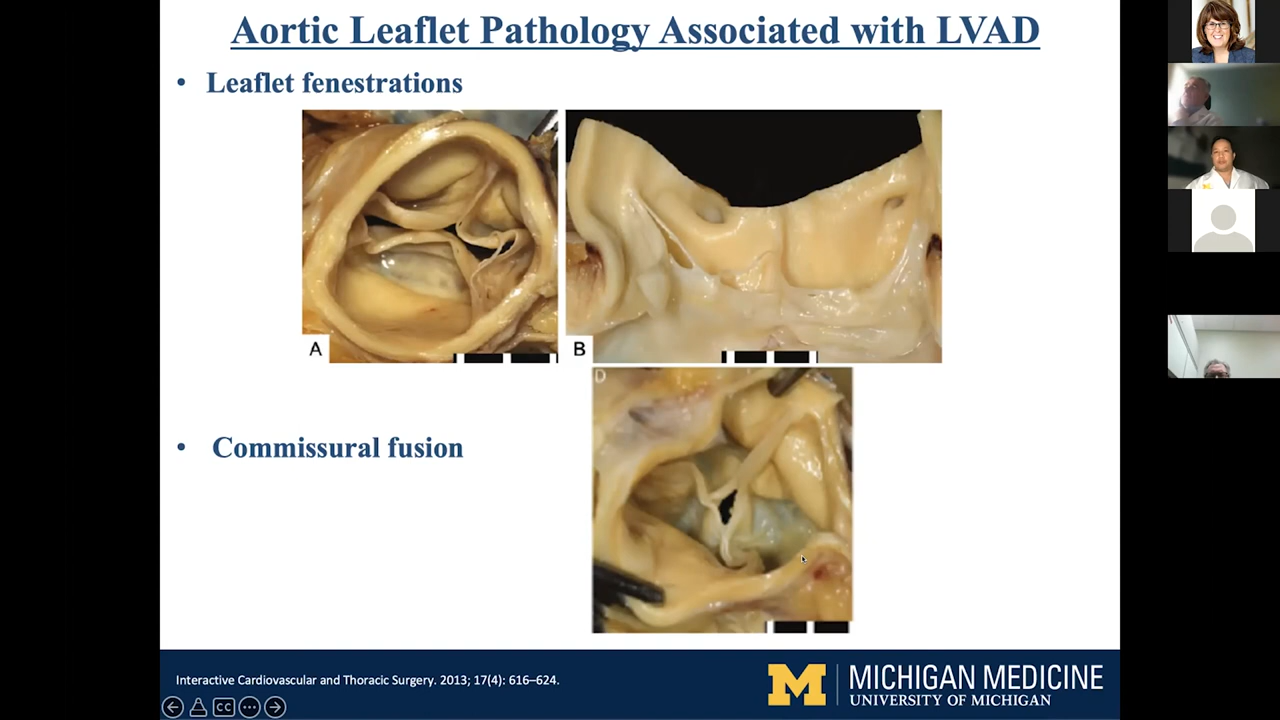 Aortic Leaflet Pathology Associated with LVAD
• Leaflet fenestrations
A
B
D
• Commissural fusion
Interactive Cardiovascular and Thoracic Surgery. 2013; 17(4): 616–624.
M
MICHIGAN MEDICINE
UNIVERSITY OF MICHIGAN
CC